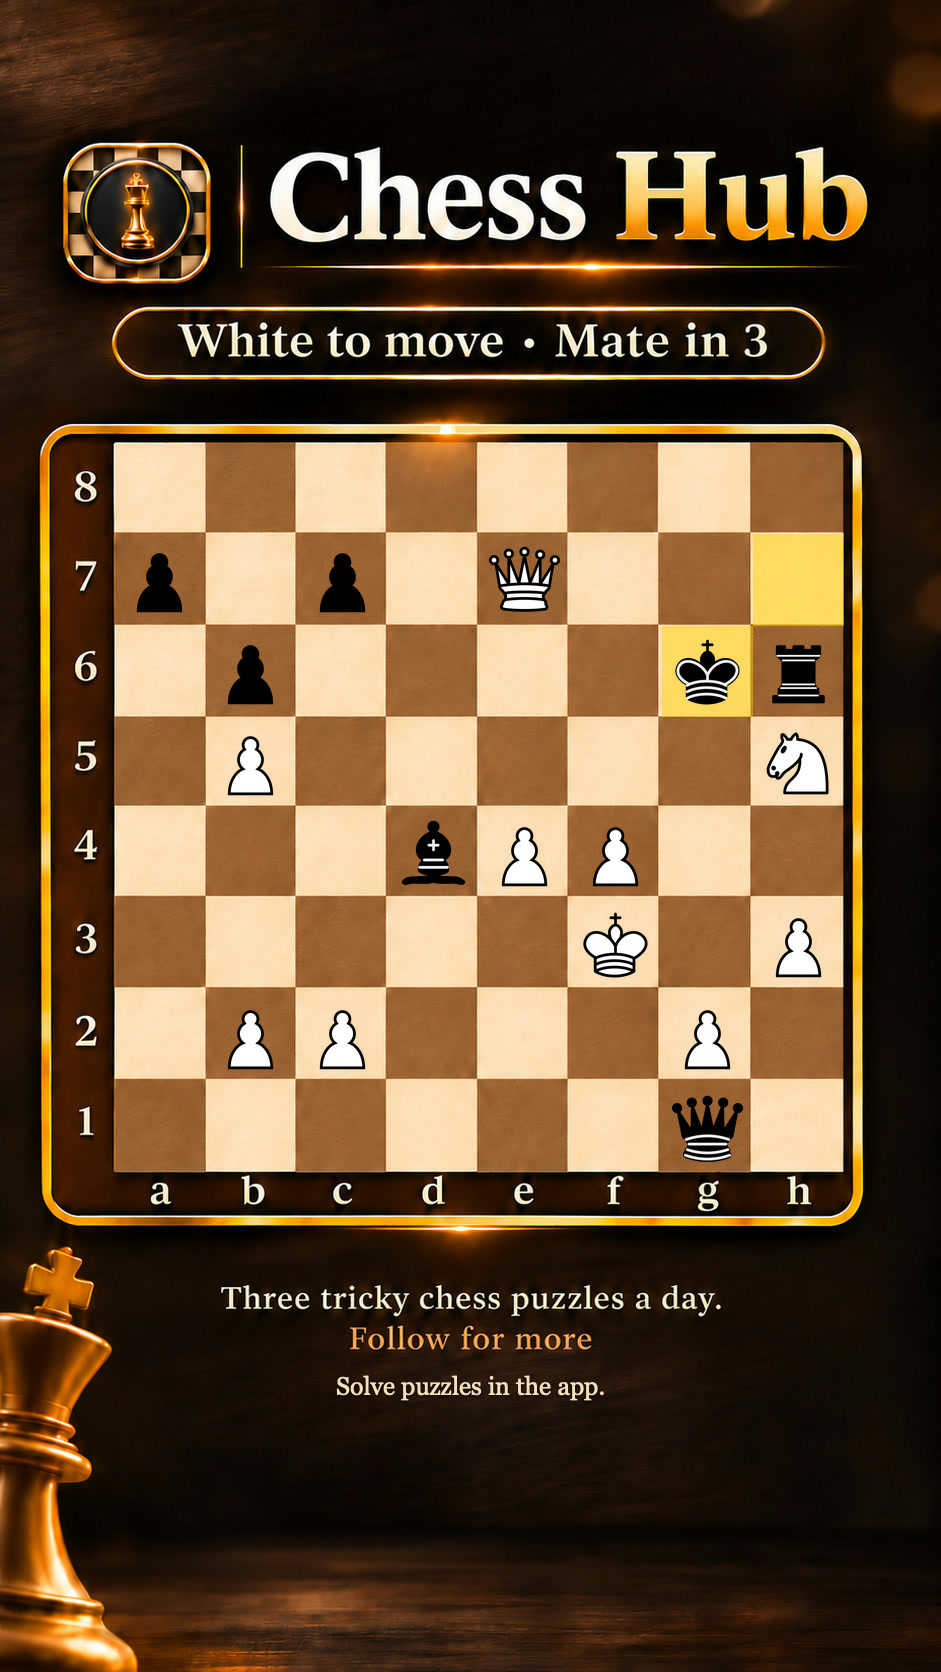 Chess Hub
White to move • Mate in 3
8
7
6
5
4
3
2
1
a b c d e f g h
Three tricky chess puzzles a day.
Follow for more
Solve puzzles in the app.